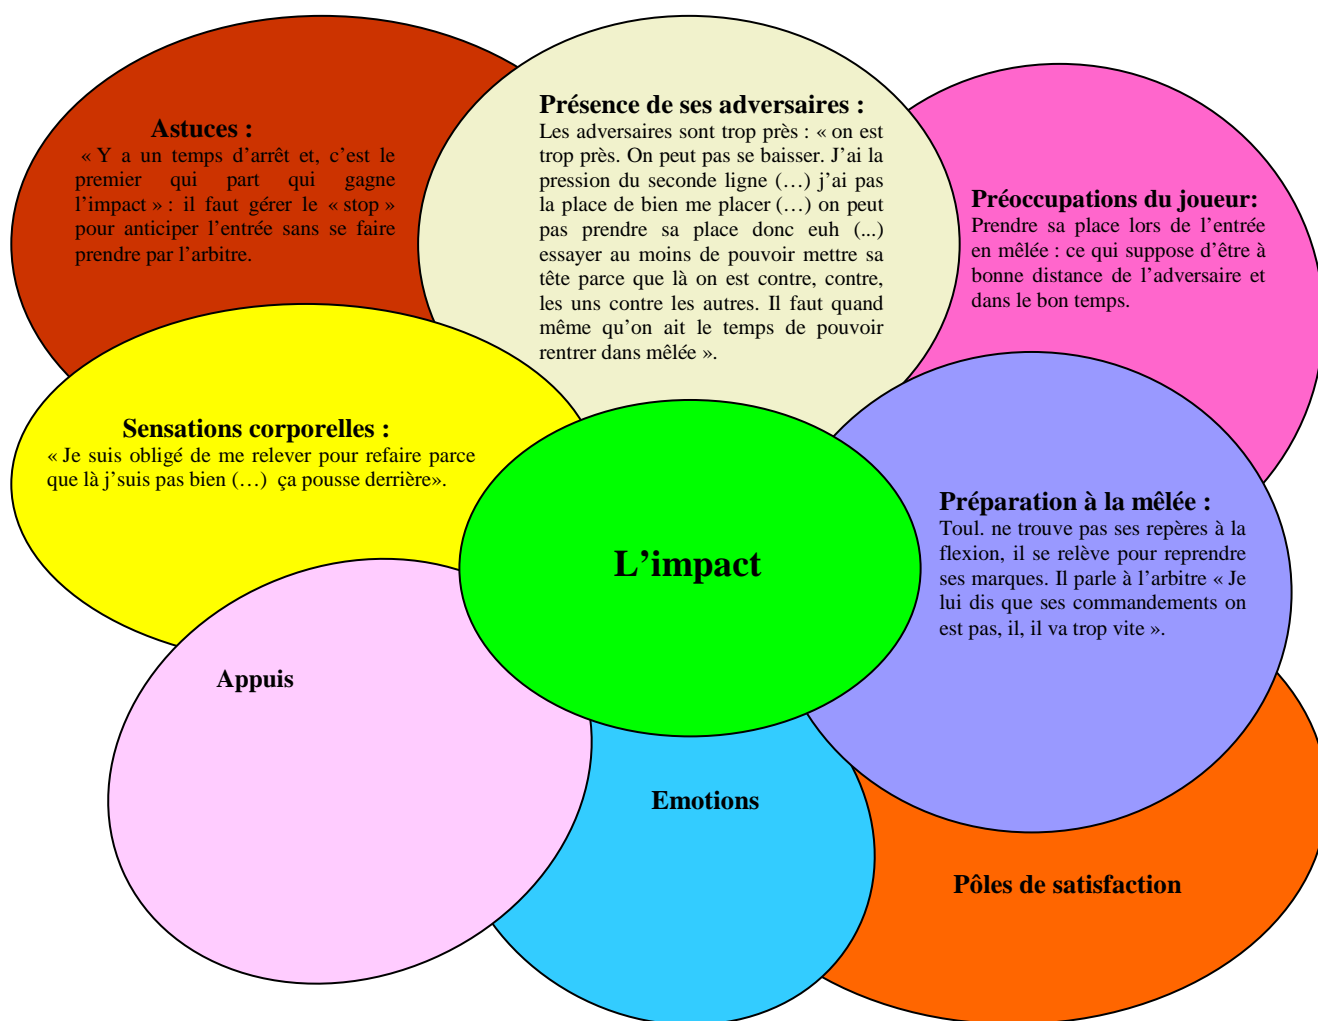 Astuces :
« Y a un temps d’arrêt et, c’est le
premier qui part qui gagne
l’impact » : il faut gérer le « stop »
pour anticiper l’entrée sans se faire
prendre par l’arbitre.
Présence de ses adversaires :
Les adversaires sont trop près : « on est
trop près. On peut pas se baisser. J’ai la
pression du seconde ligne (…) j’ai pas
la place de bien me placer (…) on peut
pas prendre sa place donc euh (...)
essayer au moins de pouvoir mettre sa
tête parce que là on est contre, contre,
les uns contre les autres. Il faut quand
même qu’on ait le temps de pouvoir
rentrer dans mêlée ».
Préoccupations du joueur:
Prendre sa place lors de l’entrée
en mêlée : ce qui suppose d’être à
bonne distance de l’adversaire et
dans le bon temps.
Sensations corporelles :
« Je suis obligé de me relever pour refaire parce
que là j’suis pas bien (…) ça pousse derrière».
L’impact
Préparation à la mêlée :
Toul. ne trouve pas ses repères à la
flexion, il se relève pour reprendre
ses marques. Il parle à l’arbitre « Je
lui dis que ses commandements on
est pas, il, il va trop vite ».
Appuis
Emotions
Pôles de satisfaction